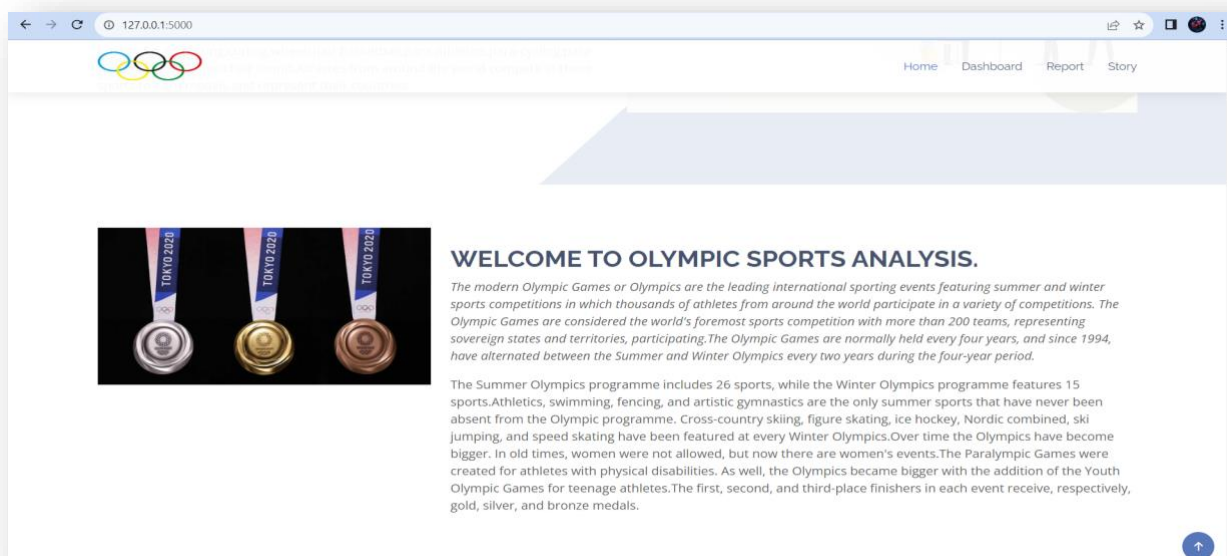 127.0.0.1:5000
Home Dashboard Report Story
TOKYO 2020
TOKYO 2020
TOKYO 2020
WELCOME TO OLYMPIC SPORTS ANALYSIS.
The modern Olympic Games or Olympics are the leading international sporting events featuring summer and winter
sports competitions in which thousands of athletes from around the world participate in a variety of competitions. The
Olympic Games are considered the world's foremost sports competition with more than 200 teams, representing
sovereign states and territories, participating.The Olympic Games are normally held every four years, and since 1994,
have alternated between the Summer and Winter Olympics every two years during the four-year period.
The Summer Olympics programme includes 26 sports, while the Winter Olympics programme features 15
sports.Athletics, swimming, fencing, and artistic gymnastics are the only summer sports that have never been
absent from the Olympic programme. Cross-country skiing, figure skating, ice hockey, Nordic combined, ski
jumping, and speed skating have been featured at every Winter Olympics.Over time the Olympics have become
bigger. In old times, women were not allowed, but now there are women's events.The Paralympic Games were
created for athletes with physical disabilities. As well, the Olympics became bigger with the addition of the Youth
Olympic Games for teenage athletes.The first, second, and third-place finishers in each event receive, respectively,
gold, silver, and bronze medals.